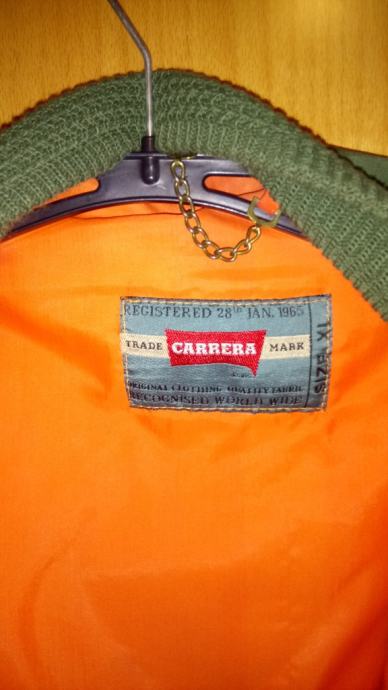 REGISTERED 28th JAN. 1965
TRADE CARRERA MARK
ORIGINAL CLOTHING QUALITY FABRIC
RECOGNISED WORLD WIDE
SIZE XL